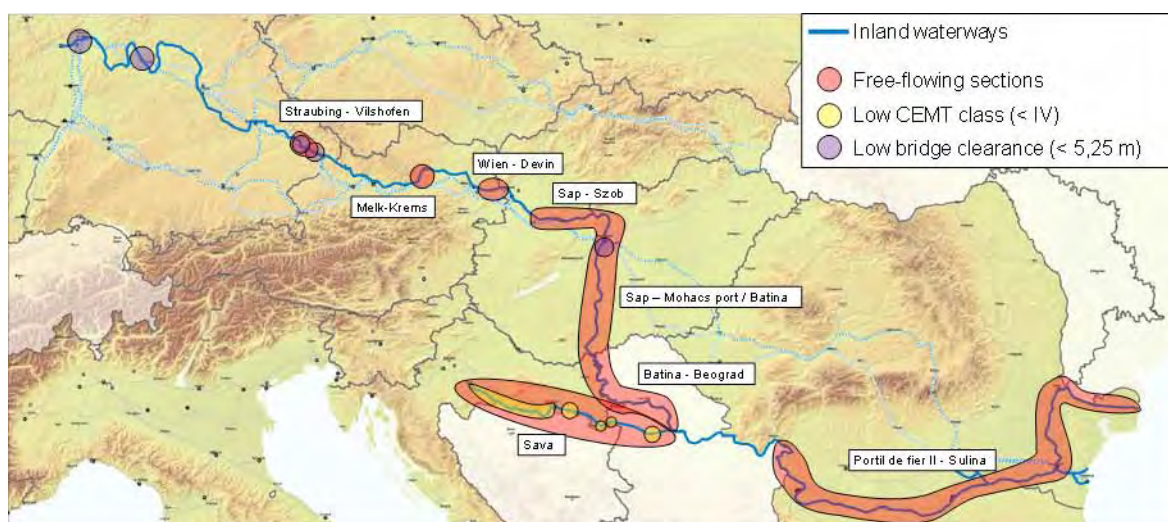 Inland waterways
Free-flowing sections
Low CEMT class (< IV)
Low bridge clearance (< 5,25 m)
Straubing - Vilshofen
Wien - Devin
Melk-Krems
Sap - Szob
Sap – Mohacs port / Batina
Batina - Beograd
Sava
Portil de fier II - Sulina